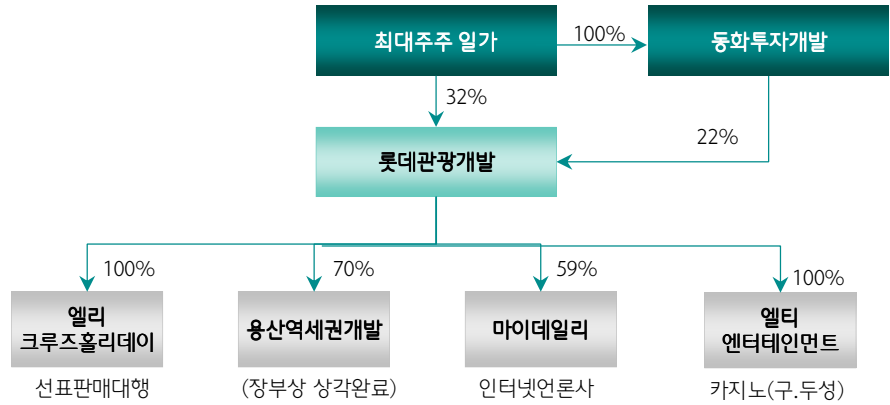 최대주주 일가
100%
동화투자개발
32%
22%
롯데관광개발
100%
70%
59%
100%
엘리
크루즈홀리데이
용산역세권개발
마이데일리
엘티
엔터테인먼트
선표판매대행
(장부상 상각완료)
인터넷언론사
카지노(구.두성)